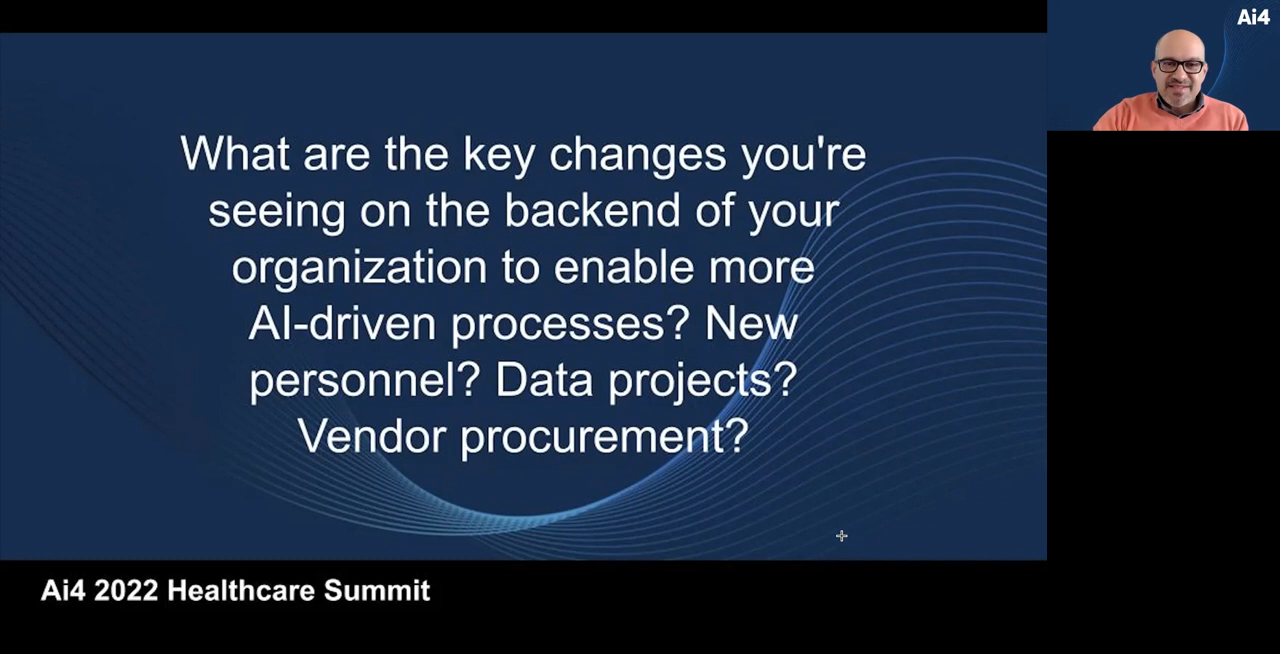 Ai4
What are the key changes you're
seeing on the backend of your
organization to enable more
AI-driven processes? New
personnel? Data projects?
Vendor procurement?
Ai4 2022 Healthcare Summit